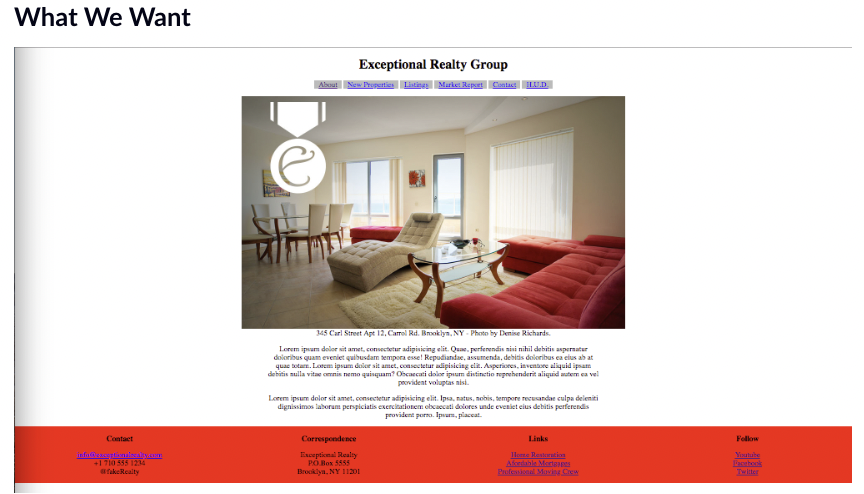 What We Want
Exceptional Realty Group
About New Properties Listings Market Report Contact H.U.D.
e
345 Carl Street Apt 12, Carrol Rd. Brooklyn, NY - Photo by Denise Richards.
Lorem ipsum dolor sit amet, consectetur adipisicing elit. Quae, perferendis nisi nihil debitis aspernatur
doloribus quam eveniet quibusdam tempora esse! Repudiandae, assumenda, debitis doloribus ea eius ab at
quae totam. Lorem ipsum dolor sit amet, consectetur adipisicing elit. Asperiores, inventore aliquid ipsam
debitis nulla vitae omnis nemo quisquam? Obcaecati dolor ipsum distinctio reprehenderit aliquid autem ea vel
provident voluptas nisi.
Lorem ipsum dolor sit amet, consectetur adipisicing elit. Ipsa, natus, nobis, tempore recusandae culpa deleniti
dignissimos laborum perspiciatis exercitationem obcaecati dolores unde eveniet eius debitis perferendis
provident porro. Ipsum, placeat.
Contact Correspondence Links Follow
info@exceptionalrealty.com Exceptional Realty Home Restoration Youtube
+1 710 555 1234 P.O Box 5555 Affordable Mortgages Facebook
@fakeRealty Brooklyn, NY 11201 Professional Moving Crew Twitter